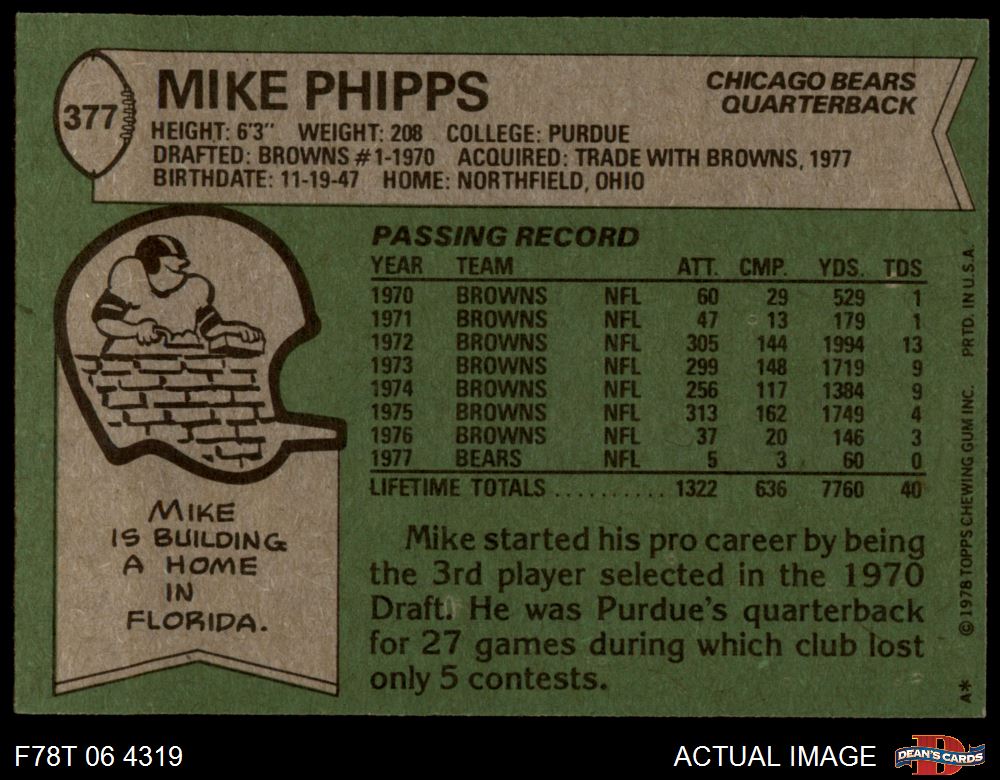 377
MIKE PHIPPS
CHICAGO BEARS
QUARTERBACK
HEIGHT: 6'3" WEIGHT: 208 COLLEGE: PURDUE
DRAFTED: BROWNS #1-1970 ACQUIRED: TRADE WITH BROWNS, 1977
BIRTHDATE: 11-19-47 HOME: NORTHFIELD, OHIO
PASSING RECORD
YEAR TEAM ATT. CMP. YDS. TDS
1970 BROWNS NFL 60 29 529 1
1971 BROWNS NFL 47 13 179 1
1972 BROWNS NFL 305 144 1994 13
1973 BROWNS NFL 299 148 1719 9
1974 BROWNS NFL 256 117 1384 9
1975 BROWNS NFL 313 162 1749 4
1976 BROWNS NFL 37 20 146 3
1977 BEARS NFL 5 3 60 0
LIFETIME TOTALS .......... 1322 636 7760 40
MIKE
IS BUILDING
A HOME
IN
FLORIDA.
Mike started his pro career by being
the 3rd player selected in the 1970
Draft. He was Purdue's quarterback
for 27 games during which club lost
only 5 contests.
A* © 1978 TOPPS CHEWING GUM INC. PRTD. IN U.S.A.
F78T 06 4319
ACTUAL IMAGE
D
DEAN'S CARDS